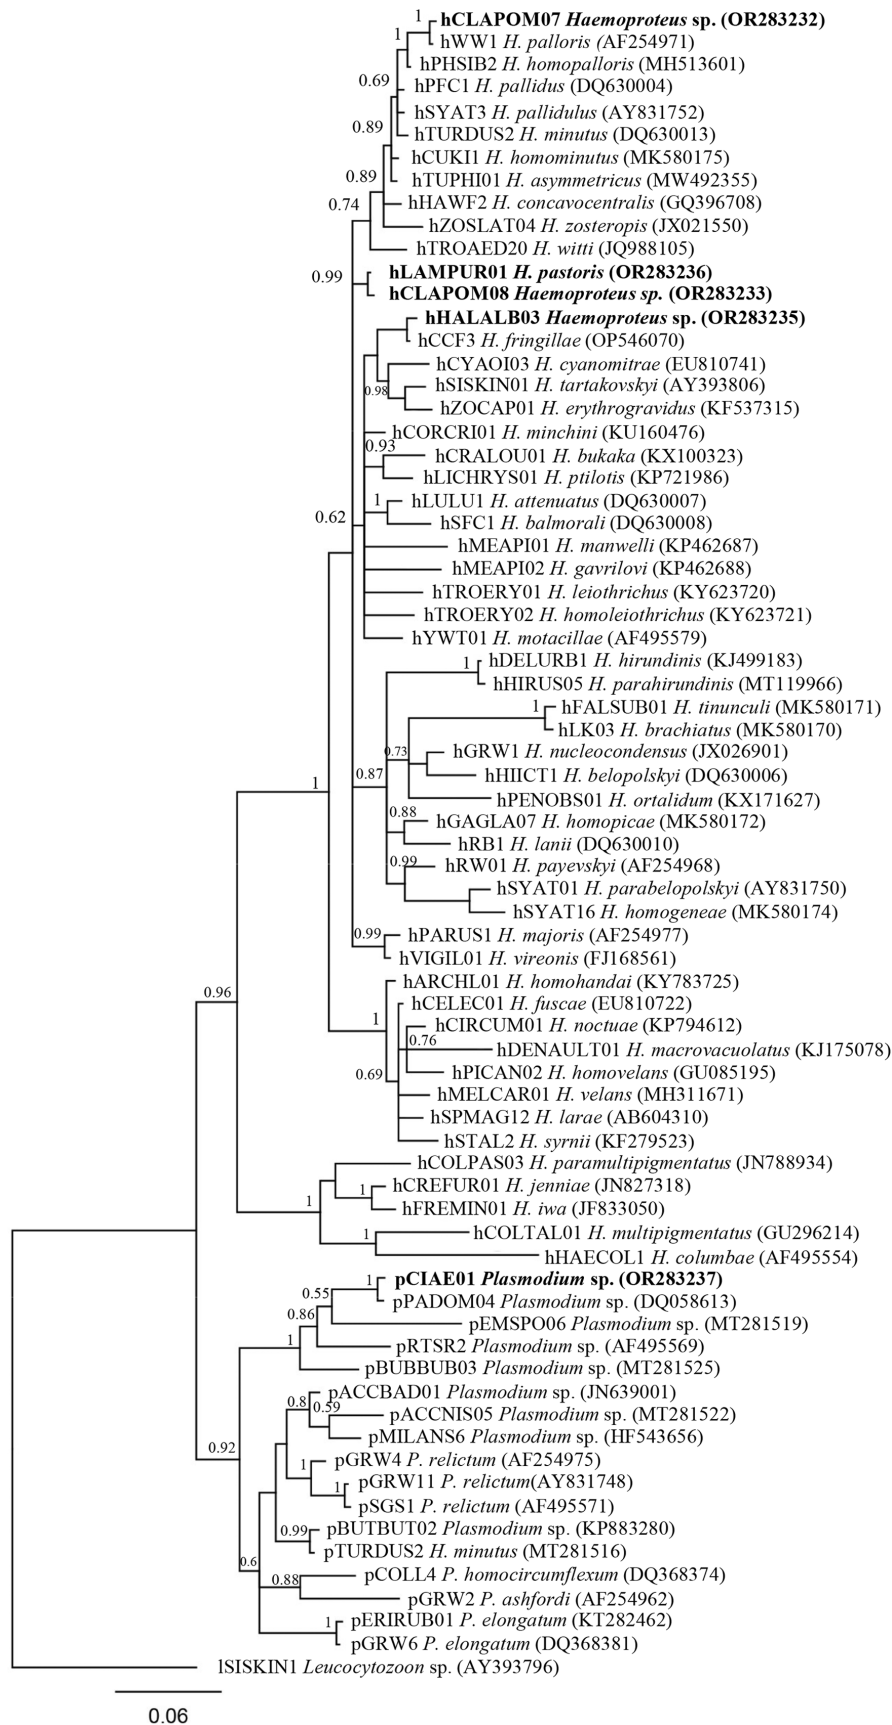 1
hCLAPOM07 Haemoproteus sp. (OR283232)
1
hWW1 H. palloris (AF254971)
hPHSIB2 H. homopalloris (MH513601)
0.69
hPFC1 H. pallidus (DQ630004)
hSYAT3 H. pallidulus (AY831752)
0.89
hTURDUS2 H. minutus (DQ630013)
hCUKI1 H. homominutus (MK580175)
0.89
hTUPHI01 H. asymmetricus (MW492355)
0.74
hHAWF2 H. concavocentralis (GQ396708)
hZOSLAT04 H. zosteropis (JX021550)
hTROAED20 H. witti (JQ988105)
0.99
hLAMPUR01 H. pastoris (OR283236)
hCLAPOM08 Haemoproteus sp. (OR283233)
hHALALB03 Haemoproteus sp. (OR283235)
hCCF3 H. fringillae (OP546070)
hCYAOI03 H. cyanomitrae (EU810741)
0.98
hSISKIN01 H. tartakovskyi (AY393806)
hZOCAP01 H. erythrogravidus (KF537315)
hCORCRI01 H. minchini (KU160476)
0.93
hCRALOU01 H. bukaka (KX100323)
hLICHRYS01 H. ptilotis (KP721986)
1
hLULU1 H. attenuatus (DQ630007)
0.62
hSFC1 H. balmorali (DQ630008)
hMEAPI01 H. manwelli (KP462687)
hMEAPI02 H. gavrilovi (KP462688)
hTROERY01 H. leiothrichus (KY623720)
hTROERY02 H. homoleiothrichus (KY623721)
hYWT01 H. motacillae (AF495579)
1
hDELURB1 H. hirundinis (KJ499183)
hHIRUS05 H. parahirundinis (MT119966)
1
hFALSUB01 H. tinunculi (MK580171)
hLK03 H. brachiatus (MK580170)
0.73
hGRW1 H. nucleocondensus (JX026901)
0.87
hHIICT1 H. belopolskyi (DQ630006)
1
hPENOBS01 H. ortalidum (KX171627)
0.88
hGAGLA07 H. homopicae (MK580172)
hRB1 H. lanii (DQ630010)
0.99
hRW01 H. payevskyi (AF254968)
hSYAT01 H. parabelopolskyi (AY831750)
hSYAT16 H. homogeneae (MK580174)
0.99
hPARUS1 H. majoris (AF254977)
hVIGIL01 H. vireonis (FJ168561)
hARCHL01 H. homohandai (KY783725)
0.96
hCELEC01 H. fuscae (EU810722)
1
hCIRCUM01 H. noctuae (KP794612)
0.76
hDENAULT01 H. macrovacuolatus (KJ175078)
0.69
hPICAN02 H. homovelans (GU085195)
hMELCAR01 H. velans (MH311671)
hSPMAG12 H. larae (AB604310)
hSTAL2 H. syrnii (KF279523)
hCOLPAS03 H. paramultipigmentatus (JN788934)
1
1
hCREFUR01 H. jenniae (JN827318)
hFREMIN01 H. iwa (JF833050)
1
hCOLTAL01 H. multipigmentatus (GU296214)
hHAECOL1 H. columbae (AF495554)
1
pCIAE01 Plasmodium sp. (OR283237)
0.55
pPADOM04 Plasmodium sp. (DQ058613)
0.86
pEMSPO06 Plasmodium sp. (MT281519)
1
pRTSR2 Plasmodium sp. (AF495569)
pBUBBUB03 Plasmodium sp. (MT281525)
0.8
pACCBAD01 Plasmodium sp. (JN639001)
0.59
pACCNIS05 Plasmodium sp. (MT281522)
pMILANS6 Plasmodium sp. (HF543656)
0.92
1
pGRW4 P. relictum (AF254975)
1
pGRW11 P. relictum(AY831748)
pSGS1 P. relictum (AF495571)
0.99
pBUTBUT02 Plasmodium sp. (KP883280)
pTURDUS2 H. minutus (MT281516)
0.6
0.88
pCOLL4 P. homocircumflexum (DQ368374)
pGRW2 P. ashfordi (AF254962)
1
pERIRUB01 P. elongatum (KT282462)
pGRW6 P. elongatum (DQ368381)
lSISKIN1 Leucocytozoon sp. (AY393796)
0.06